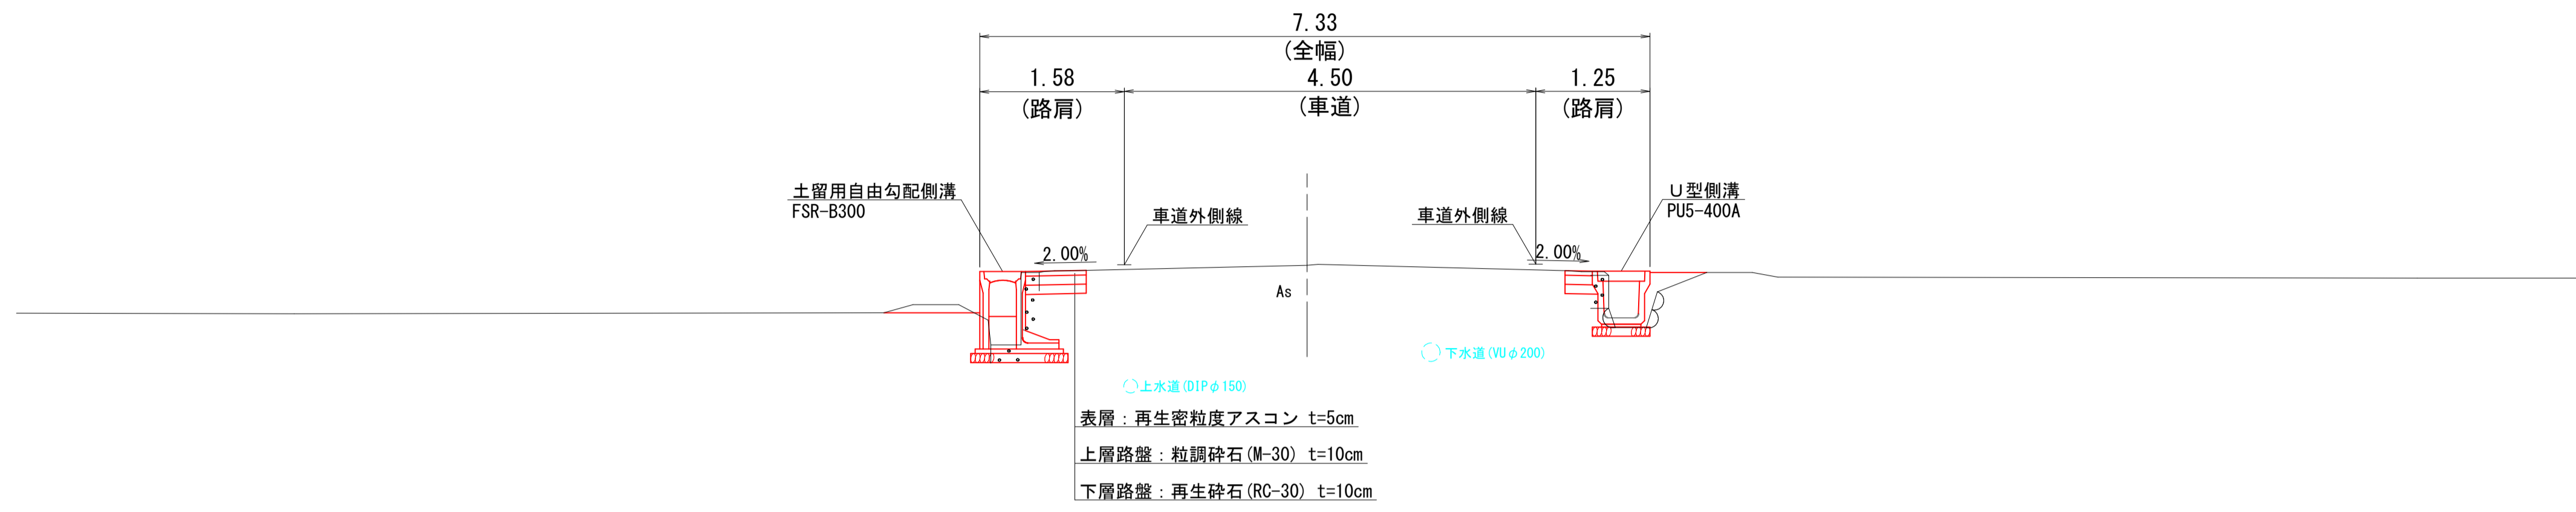 7.33
(全幅)
1.58
4.50
1.25
(路肩)
(車道)
(路肩)
土留用自由勾配側溝
FSR-B300
車道外側線
車道外側線
U型側溝
PU5-400A
2.00%
2.00%
As
下水道(VUφ200)
上水道(DIPφ150)
表層：再生密粒度アスコン t=5cm
上層路盤：粒調砕石(M-30) t=10cm
下層路盤：再生砕石(RC-30) t=10cm